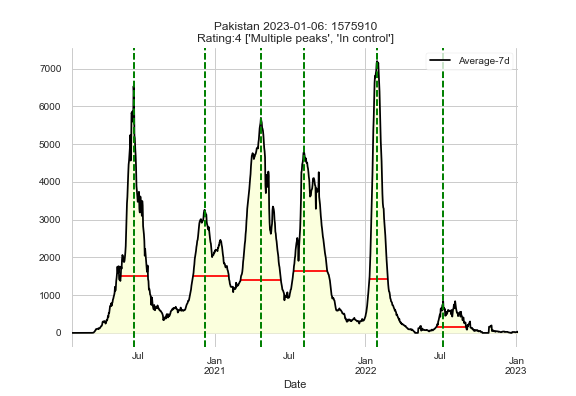 Pakistan 2023-01-06: 1575910
Rating:4 ['Multiple peaks', 'In control']
Average-7d
7000
6000
5000
4000
3000
2000
1000
0
Jul
Jan
2021
Jul
Jan
2022
Jul
Jan
2023
Date